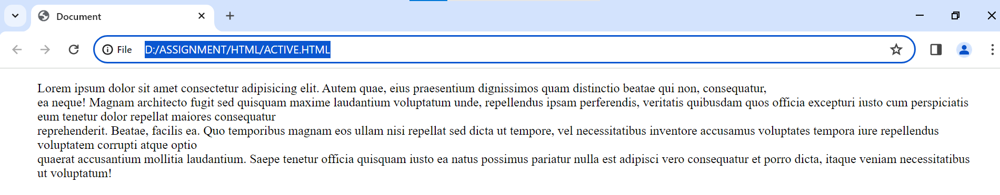 Document
File D:/ASSIGNMENT/HTML/ACTIVE.HTML
Lorem ipsum dolor sit amet consectetur adipisicing elit. Autem quae, eius praesentium dignissimos quam distinctio beatae qui non, consequatur,
ea neque! Magnam architecto fugit sed quisquam maxime laudantium voluptatum unde, repellendus ipsam perferendis, veritatis quibusdam quos officia excepturi iusto cum perspiciatis
eum tenetur dolor repellat maiores consequatur
reprehenderit. Beatae, facilis ea. Quo temporibus magnam eos ullam nisi repellat sed dicta ut tempore, vel necessitatibus inventore accusamus voluptates tempora iure repellendus
voluptatem corrupti atque optio
quaerat accusantium mollitia laudantium. Saepe tenetur officia quisquam iusto ea natus possimus pariatur nulla est adipisci vero consequatur et porro dicta, itaque veniam necessitatibus
ut voluptatum!